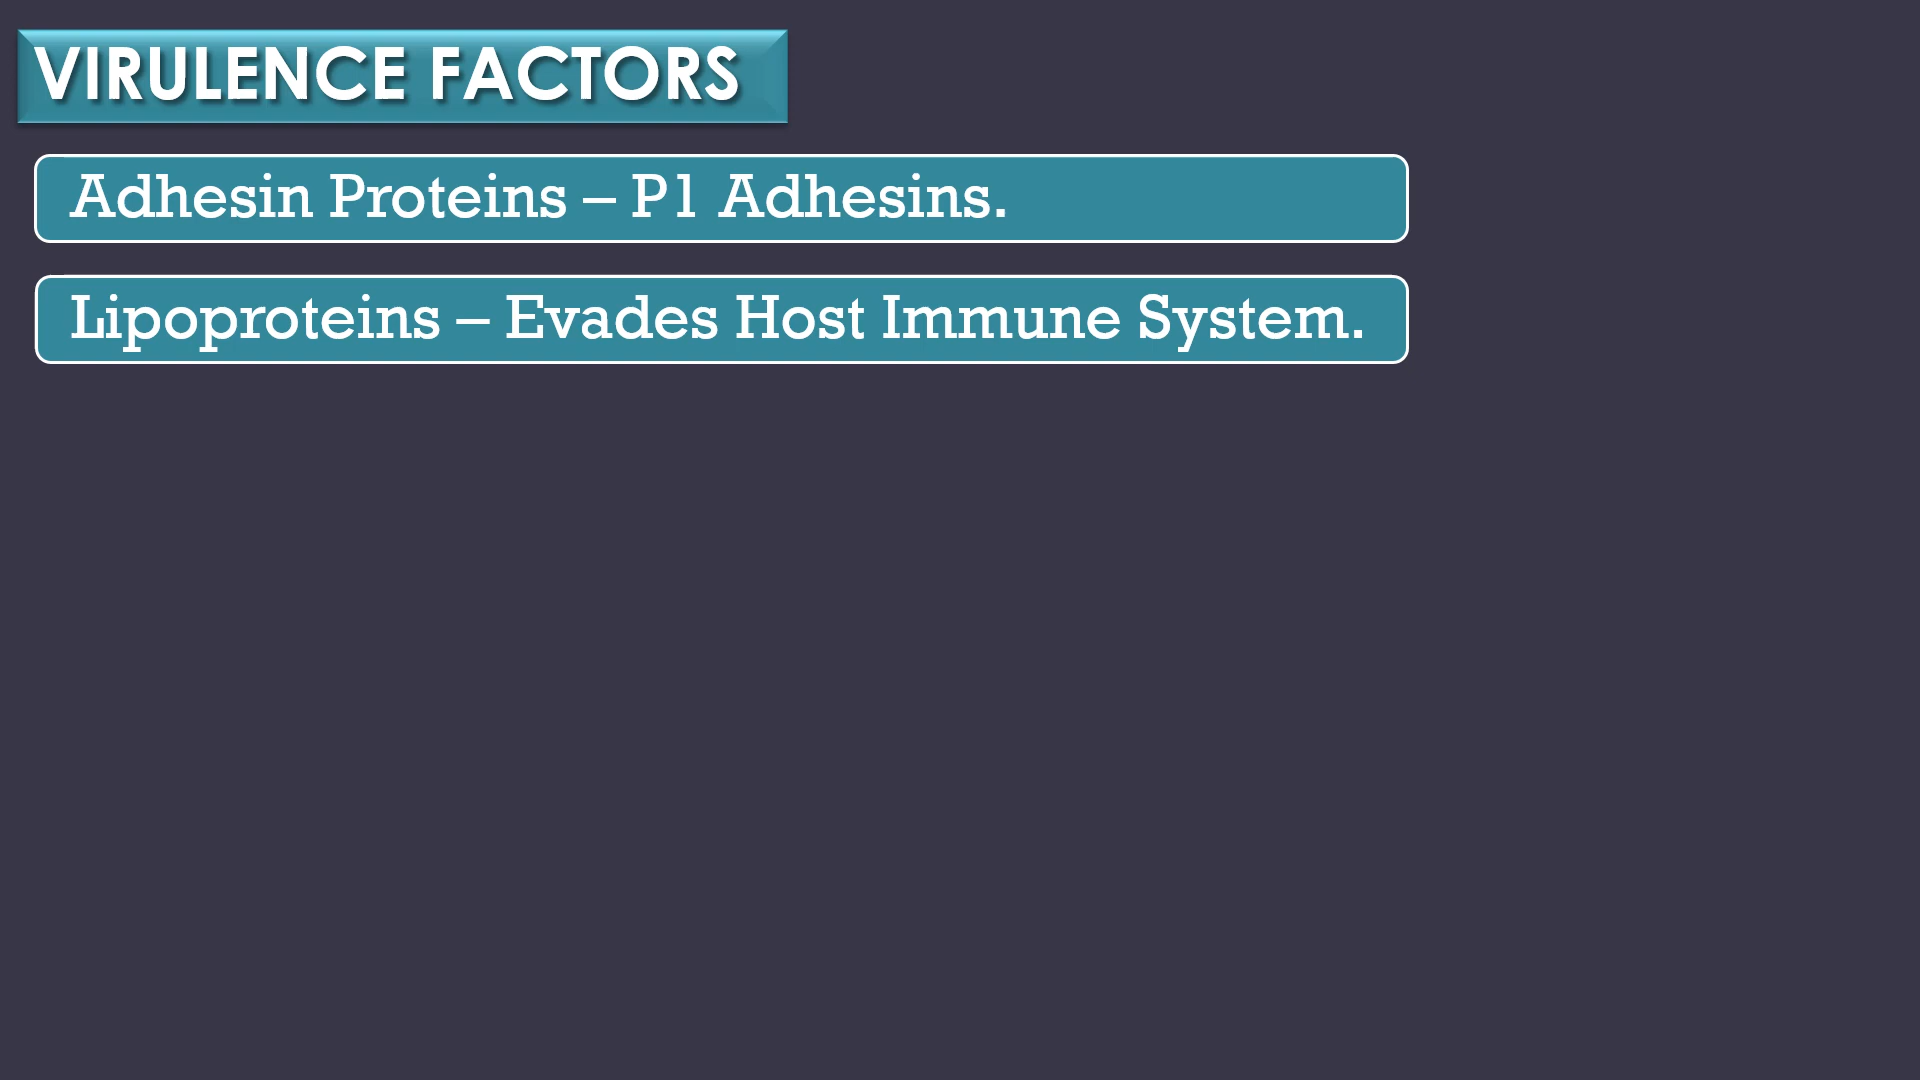 VIRULENCE FACTORS
Adhesin Proteins – P1 Adhesins.
Lipoproteins – Evades Host Immune System.